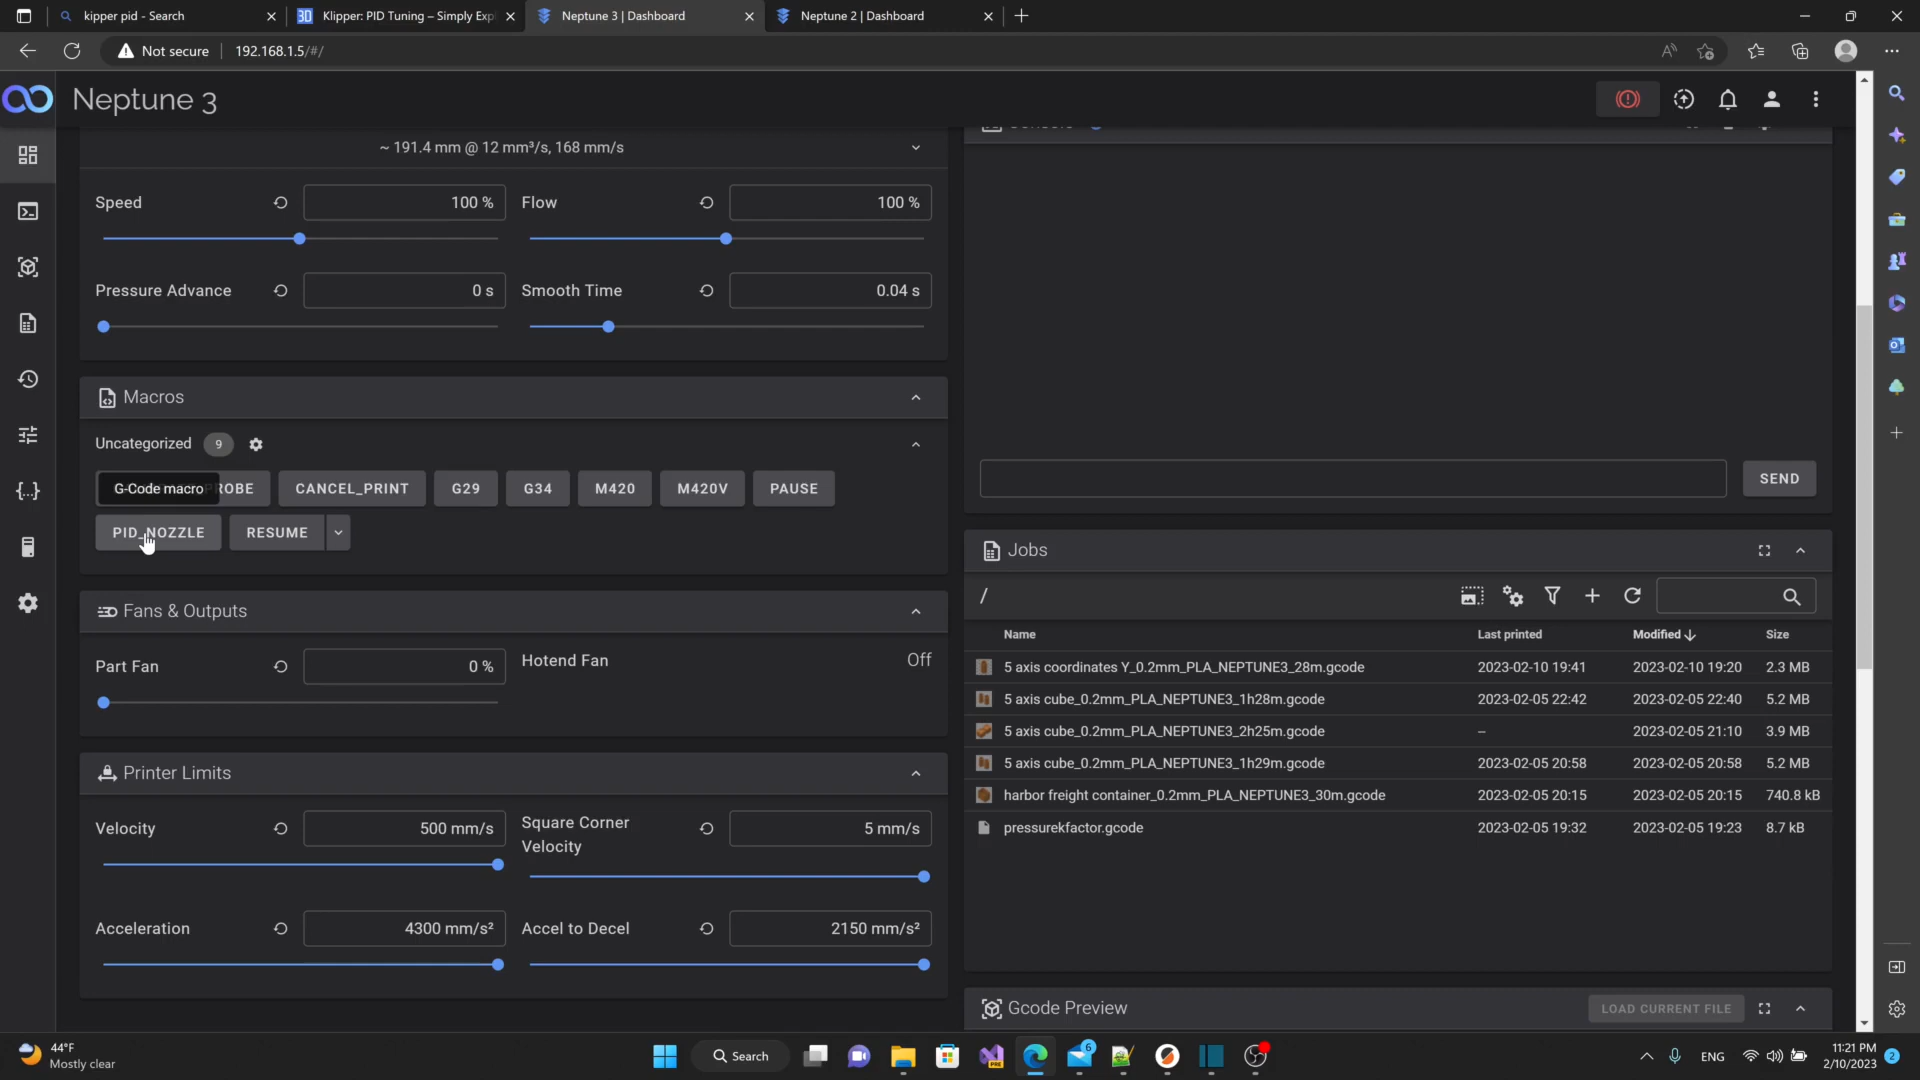 kipper pid - Search
Klipper: PID Tuning – Simply Exp
Neptune 3 | Dashboard
Neptune 2 | Dashboard
Not secure
192.168.1.5/#/
Neptune 3
~ 191.4 mm @ 12 mm³/s, 168 mm/s
Speed
100 %
Flow
100 %
Pressure Advance
0 s
Smooth Time
0.04 s
Macros
Uncategorized
9
G-Code macro
ROBE
CANCEL_PRINT
G29
G34
M420
M420V
PAUSE
PID_NOZZLE
RESUME
Fans & Outputs
Part Fan
0 %
Hotend Fan
Off
Printer Limits
Velocity
500 mm/s
Square Corner
Velocity
5 mm/s
Acceleration
4300 mm/s²
Accel to Decel
2150 mm/s²
SEND
Jobs
/
Name Last printed Modified Size
5 axis coordinates Y_0.2mm_PLA_NEPTUNE3_28m.gcode 2023-02-10 19:41 2023-02-10 19:20 2.3 MB
5 axis cube_0.2mm_PLA_NEPTUNE3_1h28m.gcode 2023-02-05 22:42 2023-02-05 22:40 5.2 MB
5 axis cube_0.2mm_PLA_NEPTUNE3_2h25m.gcode – 2023-02-05 21:10 3.9 MB
5 axis cube_0.2mm_PLA_NEPTUNE3_1h29m.gcode 2023-02-05 20:58 2023-02-05 20:58 5.2 MB
harbor freight container_0.2mm_PLA_NEPTUNE3_30m.gcode 2023-02-05 20:15 2023-02-05 20:15 740.8 kB
pressurekfactor.gcode 2023-02-05 19:32 2023-02-05 19:23 8.7 kB
Gcode Preview
LOAD CURRENT FILE
44°F
Mostly clear
Search
6
ENG
11:21 PM
2/10/2023
2